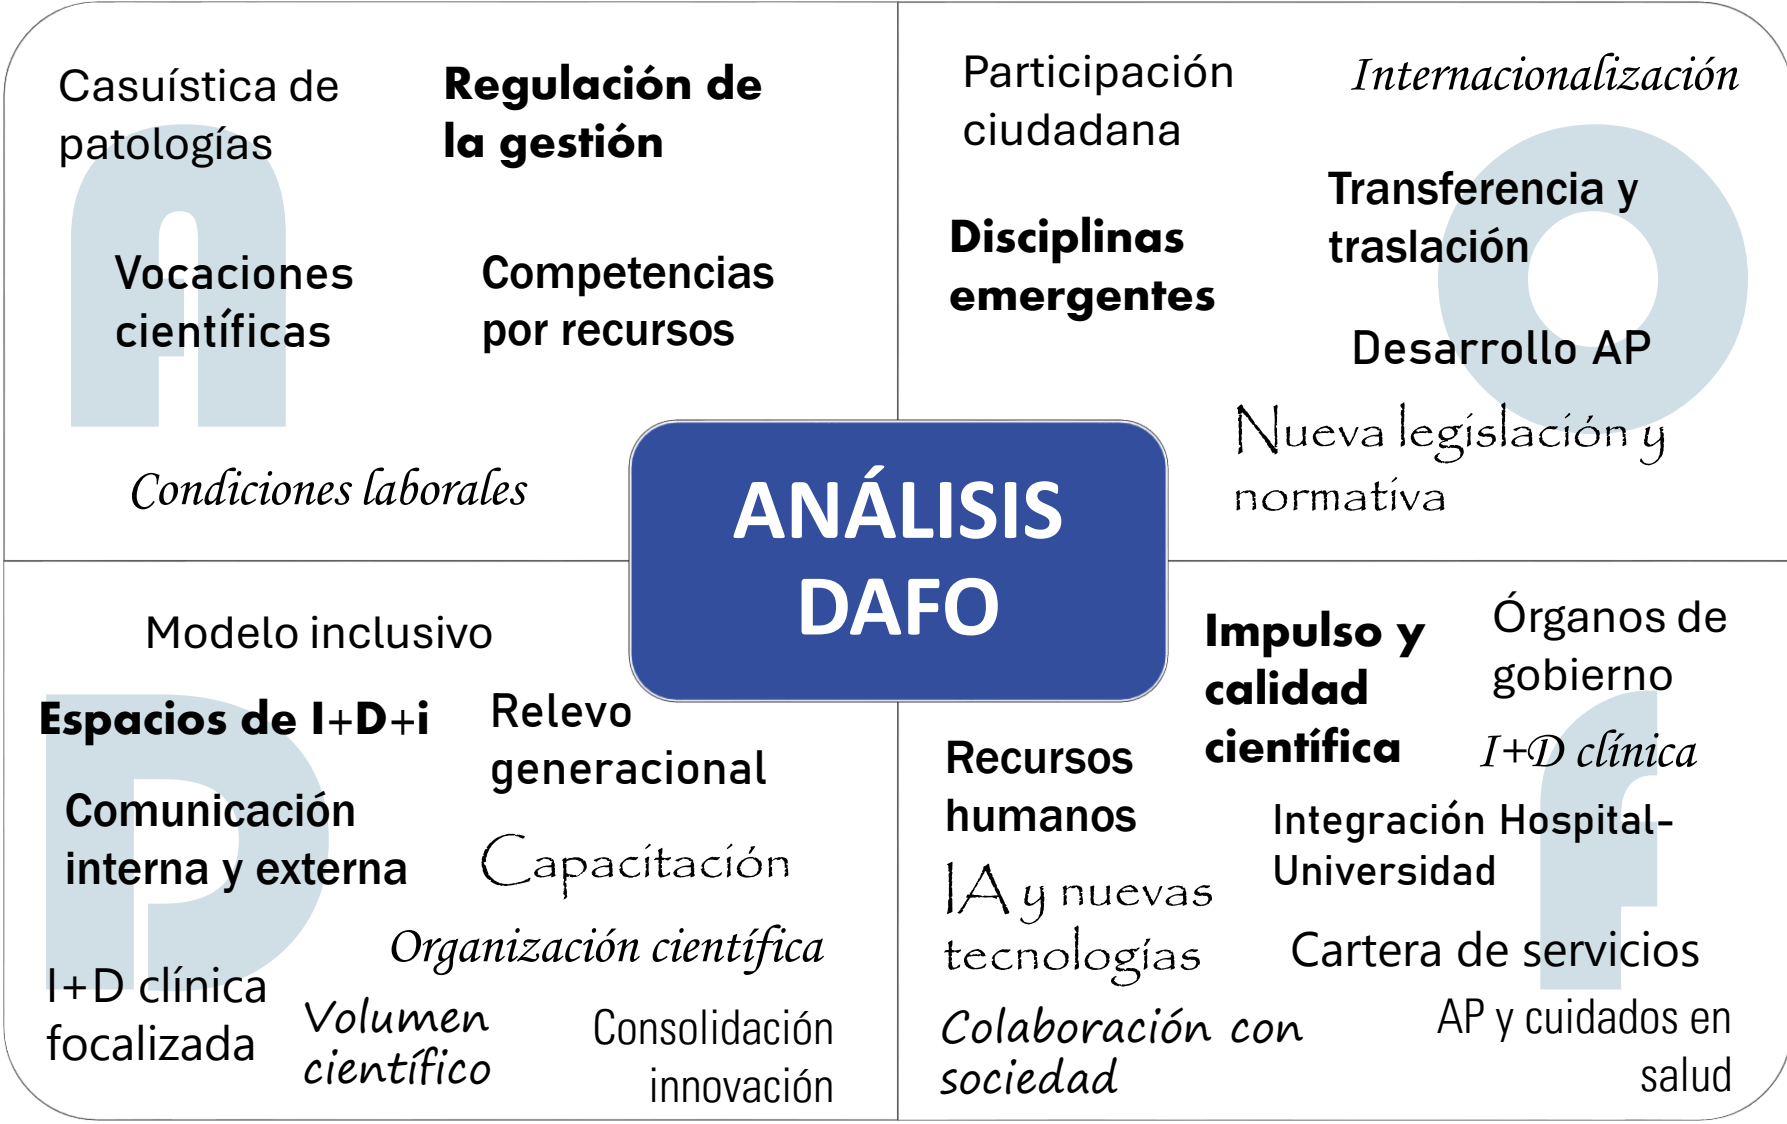 A
Casuística de
patologías
Regulación de
la gestión
Vocaciones
científicas
Competencias
por recursos
Condiciones laborales
O
Participación
ciudadana
Internacionalización
Disciplinas
emergentes
Transferencia y
traslación
Desarrollo AP
Nueva legislación y
normativa
ANÁLISIS
DAFO
D
Modelo inclusivo
Espacios de I+D+i
Relevo
generacional
Comunicación
interna y externa
Capacitación
Organización científica
I+D clínica
focalizada
Volumen
científico
Consolidación
innovación
f
Impulso y
calidad
científica
Órganos de
gobierno
Recursos
humanos
I+D clínica
Integración Hospital-
Universidad
IA y nuevas
tecnologías
Cartera de servicios
Colaboración con
sociedad
AP y cuidados en
salud